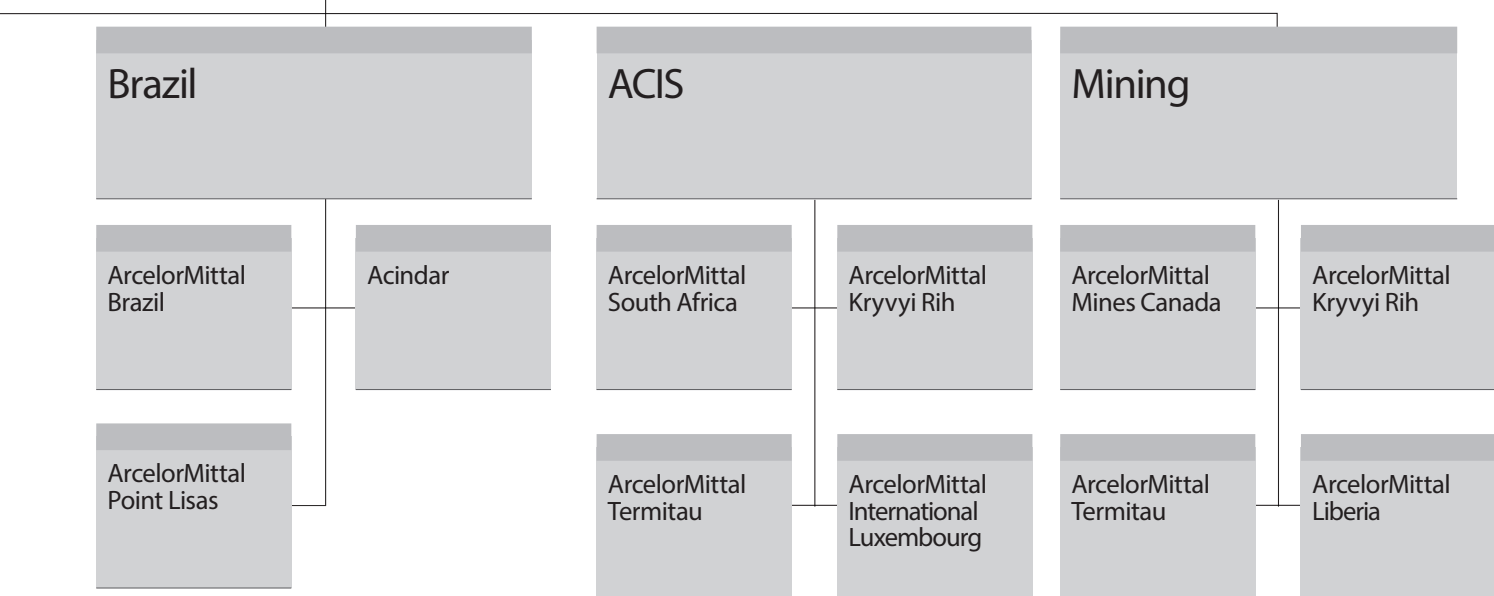 Brazil
ACIS
Mining
ArcelorMittal
Brazil
Acindar
ArcelorMittal
South Africa
ArcelorMittal
Kryvyi Rih
ArcelorMittal
Mines Canada
ArcelorMittal
Kryvyi Rih
ArcelorMittal
Point Lisas
ArcelorMittal
Termitau
ArcelorMittal
International
Luxembourg
ArcelorMittal
Termitau
ArcelorMittal
Liberia